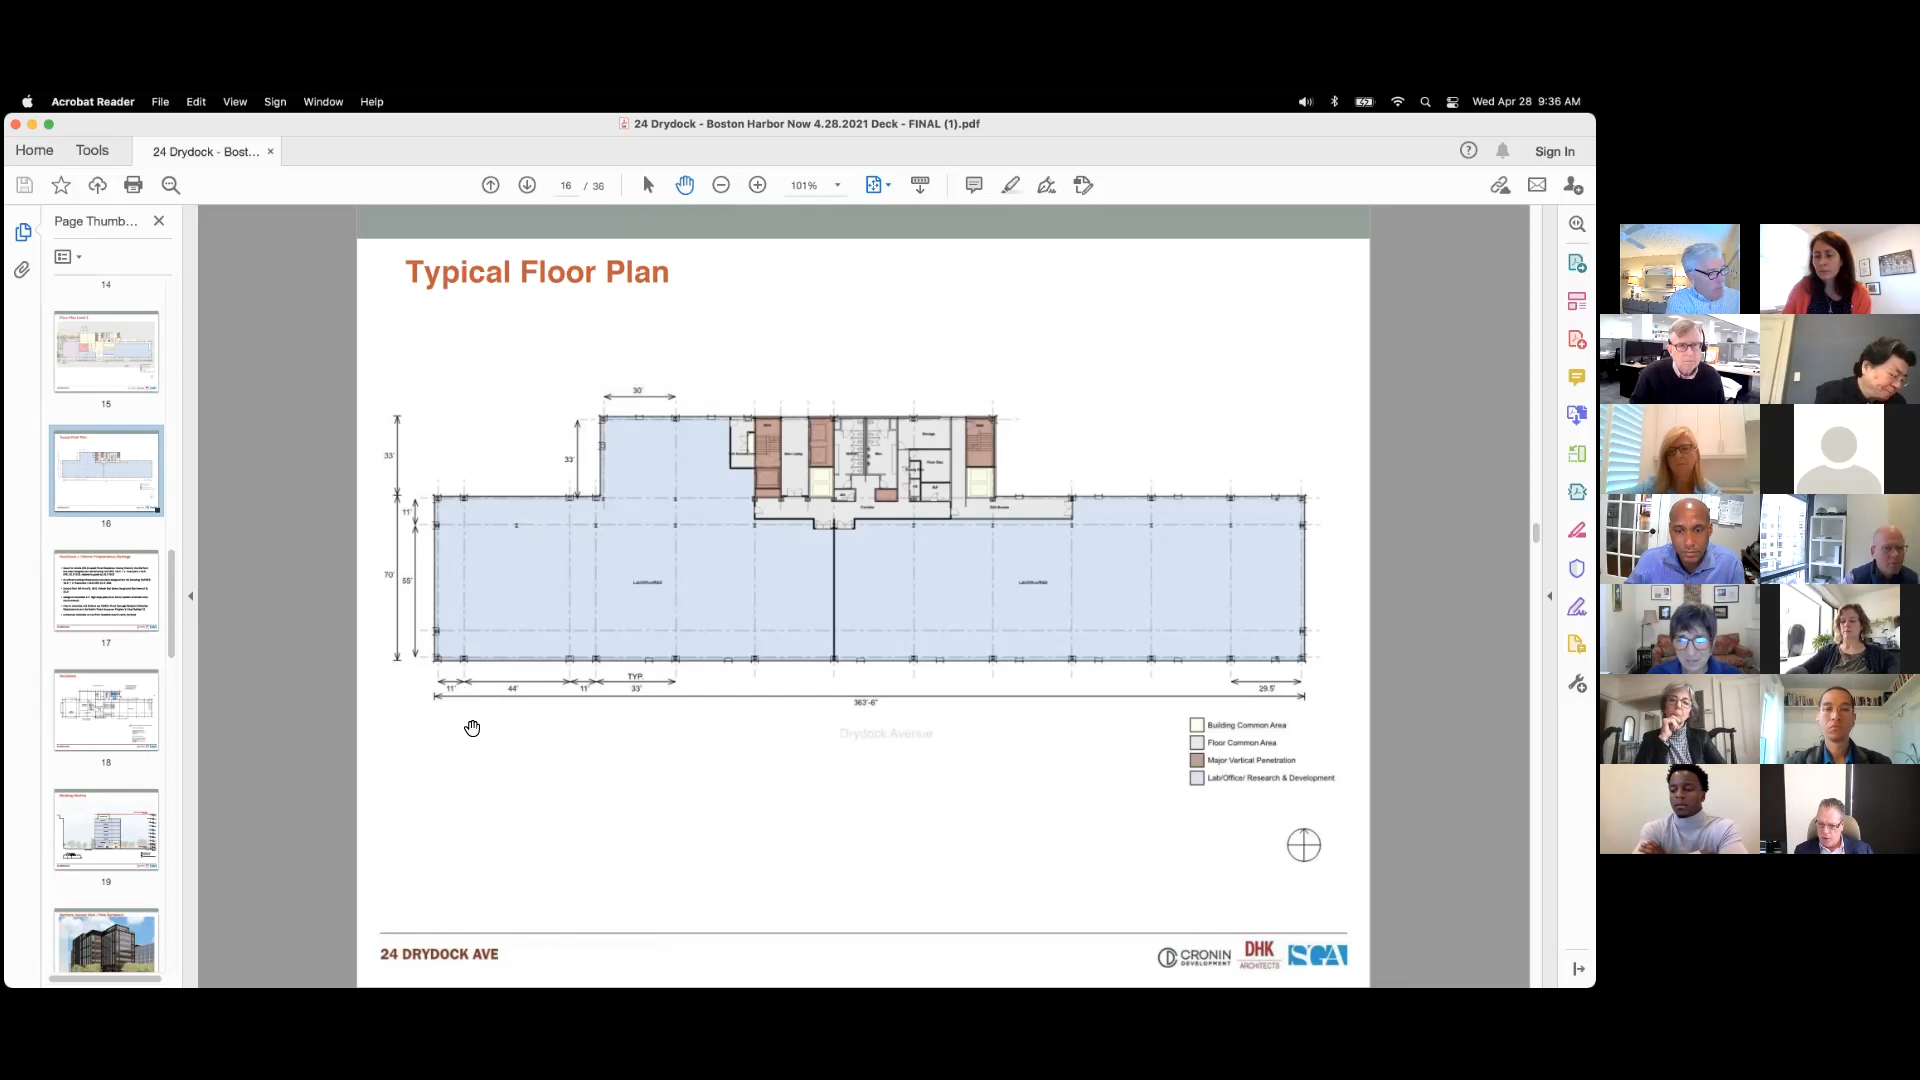 Acrobat Reader File Edit View Sign Window Help
Wed Apr 28 9:36 AM
24 Drydock - Boston Harbor Now 4.28.2021 Deck - FINAL (1).pdf
Home Tools
24 Drydock - Bost...
Sign In
16 / 36
101%
Page Thumb...
14
15
16
17
18
19
Typical Floor Plan
30'
33'
33'
11'
70'
55'
Storage
TYP.
11'
44'
11'
33'
29.5'
363'-6"
Drydock Avenue
Building Common Area
Floor Common Area
Major Vertical Penetration
Lab/Office/ Research & Development
24 DRYDOCK AVE
CRONIN
DEVELOPMENT
DHK
ARCHITECTS
SGA